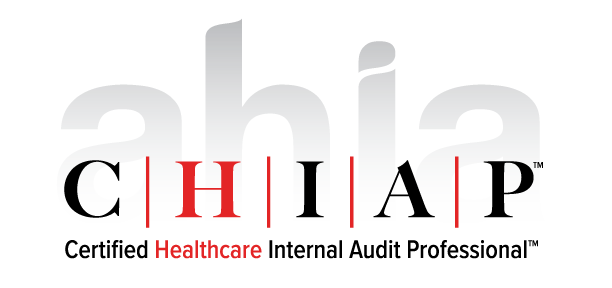 ahia
C|H|I|A|P™
Certified Healthcare Internal Audit Professional™